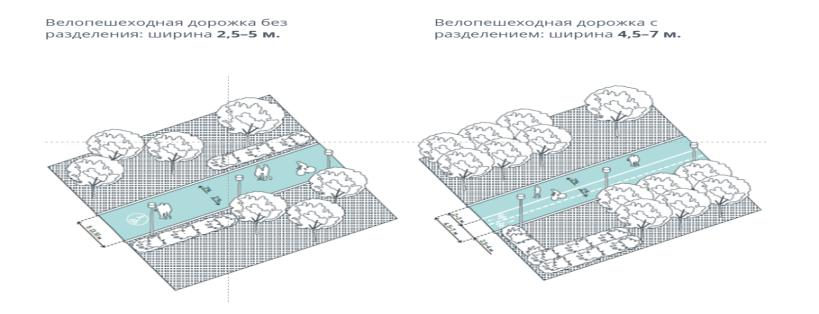 Велопешеходная дорожка без
разделения: ширина 2,5–5 м.
Велопешеходная дорожка с
разделением: ширина 4,5–7 м.